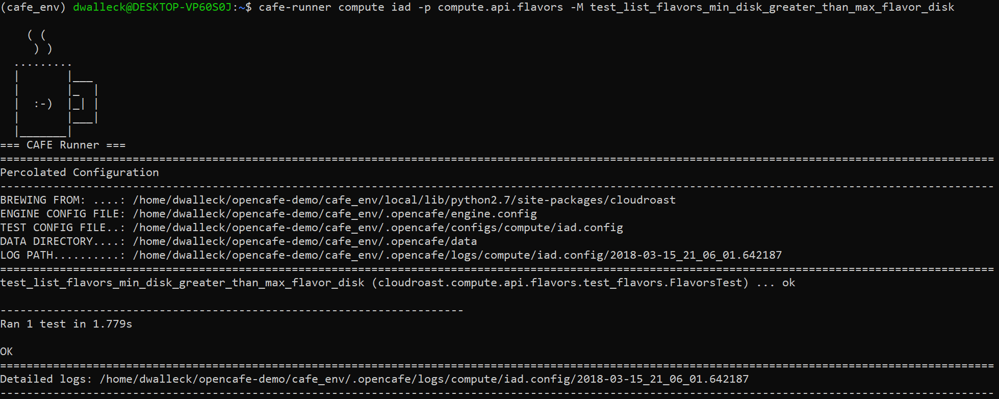 (cafe_env) dwalleck@DESKTOP-VP60S0J:~$ cafe-runner compute iad -p compute.api.flavors -M test_list_flavors_min_disk_greater_than_max_flavor_disk

    ( (
     ) )
  .........
  |       |___
  |       |_  |
  |  :-)  |_| |
  |       |___|
  |_______|
=== CAFE Runner ===
======================================================================================================================================================
Percolated Configuration
------------------------------------------------------------------------------------------------------------------------------------------------------
BREWING FROM: ....: /home/dwalleck/opencafe-demo/cafe_env/local/lib/python2.7/site-packages/cloudroast
ENGINE CONFIG FILE: /home/dwalleck/opencafe-demo/cafe_env/.opencafe/engine.config
TEST CONFIG FILE..: /home/dwalleck/opencafe-demo/cafe_env/.opencafe/configs/compute/iad.config
DATA DIRECTORY....: /home/dwalleck/opencafe-demo/cafe_env/.opencafe/data
LOG PATH..........: /home/dwalleck/opencafe-demo/cafe_env/.opencafe/logs/compute/iad.config/2018-03-15_21_06_01.642187
======================================================================================================================================================
test_list_flavors_min_disk_greater_than_max_flavor_disk (cloudroast.compute.api.flavors.test_flavors.FlavorsTest) ... ok

----------------------------------------------------------------------
Ran 1 test in 1.779s

OK
======================================================================================================================================================
Detailed logs: /home/dwalleck/opencafe-demo/cafe_env/.opencafe/logs/compute/iad.config/2018-03-15_21_06_01.642187
------------------------------------------------------------------------------------------------------------------------------------------------------